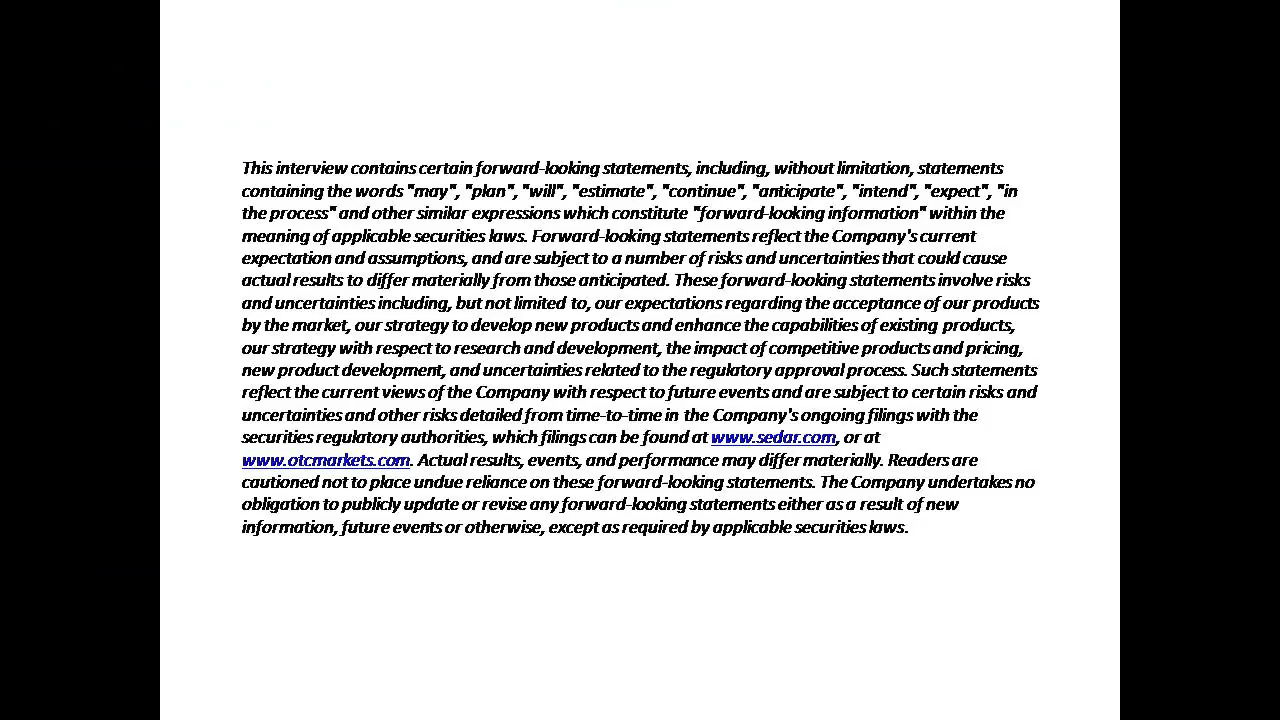 This interview contains certain forward-looking statements, including, without limitation, statements
containing the words "may", "plan", "will", "estimate", "continue", "anticipate", "intend", "expect", "in
the process" and other similar expressions which constitute "forward-looking information" within the
meaning of applicable securities laws. Forward-looking statements reflect the Company's current
expectation and assumptions, and are subject to a number of risks and uncertainties that could cause
actual results to differ materially from those anticipated. These forward-looking statements involve risks
and uncertainties including, but not limited to, our expectations regarding the acceptance of our products
by the market, our strategy to develop new products and enhance the capabilities of existing products,
our strategy with respect to research and development, the impact of competitive products and pricing,
new product development, and uncertainties related to the regulatory approval process. Such statements
reflect the current views of the Company with respect to future events and are subject to certain risks and
uncertainties and other risks detailed from time-to-time in the Company's ongoing filings with the
securities regulatory authorities, which filings can be found at www.sedar.com, or at
www.otcmarkets.com. Actual results, events, and performance may differ materially. Readers are
cautioned not to place undue reliance on these forward-looking statements. The Company undertakes no
obligation to publicly update or revise any forward-looking statements either as a result of new
information, future events or otherwise, except as required by applicable securities laws.